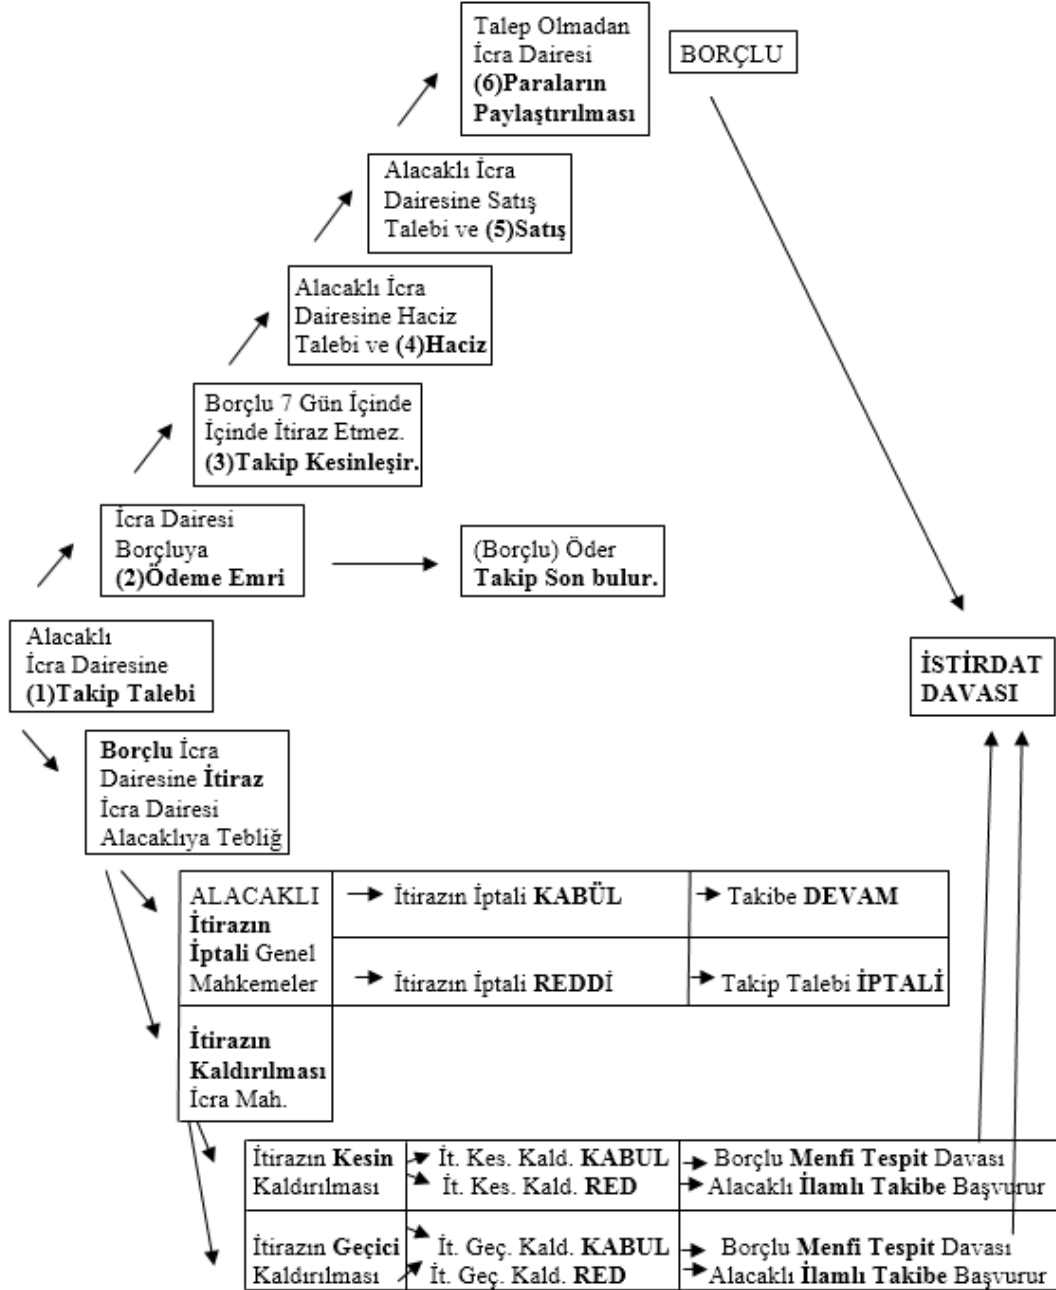 Talep Olmadan
İcra Dairesi
(6)Paraların
Paylaştırılması
BORÇLU
Alacaklı İcra
Dairesine Satış
Talebi ve (5)Satış
Alacaklı İcra
Dairesine Haciz
Talebi ve (4)Haciz
Borçlu 7 Gün İçinde
İçinde İtiraz Etmez.
(3)Takip Kesinleşir.
İcra Dairesi
Borçluya
(2)Ödeme Emri
(Borçlu) Öder
Takip Son bulur.
Alacaklı
İcra Dairesine
(1)Takip Talebi
İSTİRDAT
DAVASI
Borçlu İcra
Dairesine İtiraz
İcra Dairesi
Alacaklıya Tebliğ
ALACAKLI
İtirazın
İptali Genel
Mahkemeler
İtirazın İptali KABÜL
Takibe DEVAM
İtirazın İptali REDDİ
Takip Talebi İPTALİ
İtirazın
Kaldırılması
İcra Mah.
İtirazın Kesin
Kaldırılması
İt. Kes. Kald. KABUL
İt. Kes. Kald. RED
Borçlu Menfi Tespit Davası
Alacaklı İlamlı Takibe Başvurur
İtirazın Geçici
Kaldırılması
İt. Geç. Kald. KABUL
İt. Geç. Kald. RED
Borçlu Menfi Tespit Davası
Alacaklı İlamlı Takibe Başvurur